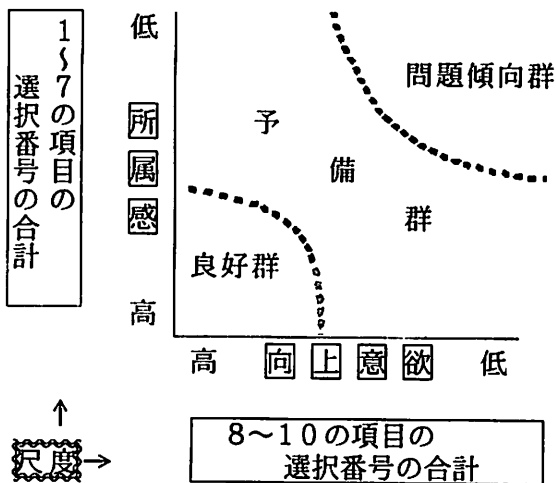 1〜7の項目の
選択番号の合計
低
所属感
高
問題傾向群
予備群
良好群
高 向上意欲 低
尺度
8〜10の項目の
選択番号の合計